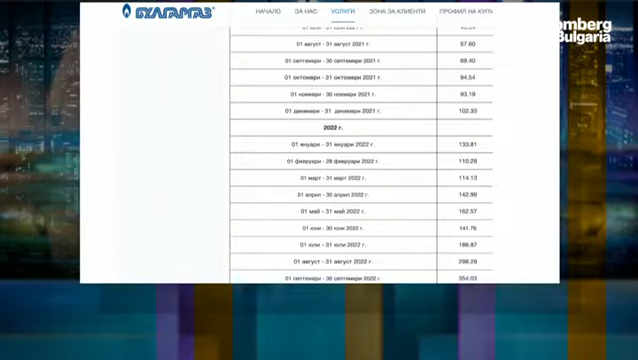 БУЛГАРГАЗ
НАЧАЛО ЗА НАС УСЛУГИ ЗОНА ЗА КЛИЕНТИ ПРОФИЛ НА КУПУ
Bloomberg
Bulgaria
01 август - 31 август 2021 г. 57.60
01 септември - 30 септември 2021 г. 69.40
01 октомври - 31 октомври 2021 г. 94.54
01 ноември - 30 ноември 2021 г. 93.19
01 декември - 31 декември 2021 г. 102.33
2022 г.
01 януари - 31 януари 2022 г. 133.81
01 февруари - 28 февруари 2022 г. 110.28
01 март - 31 март 2022 г. 114.13
01 април - 30 април 2022 г. 142.99
01 май - 31 май 2022 г. 162.57
01 юни - 30 юни 2022 г. 141.76
01 юли - 31 юли 2022 г. 186.87
01 август - 31 август 2022 г. 298.29
01 септември - 30 септември 2022 г. 354.03